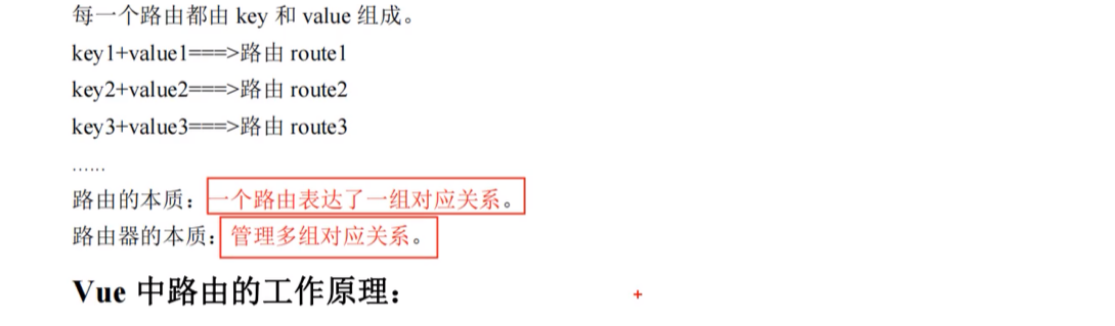 每一个路由都由 key 和 value 组成。
key1+value1===>路由 route1
key2+value2===>路由 route2
key3+value3===>路由 route3
……
路由的本质：一个路由表达了一组对应关系。
路由器的本质：管理多组对应关系。
Vue 中路由的工作原理：